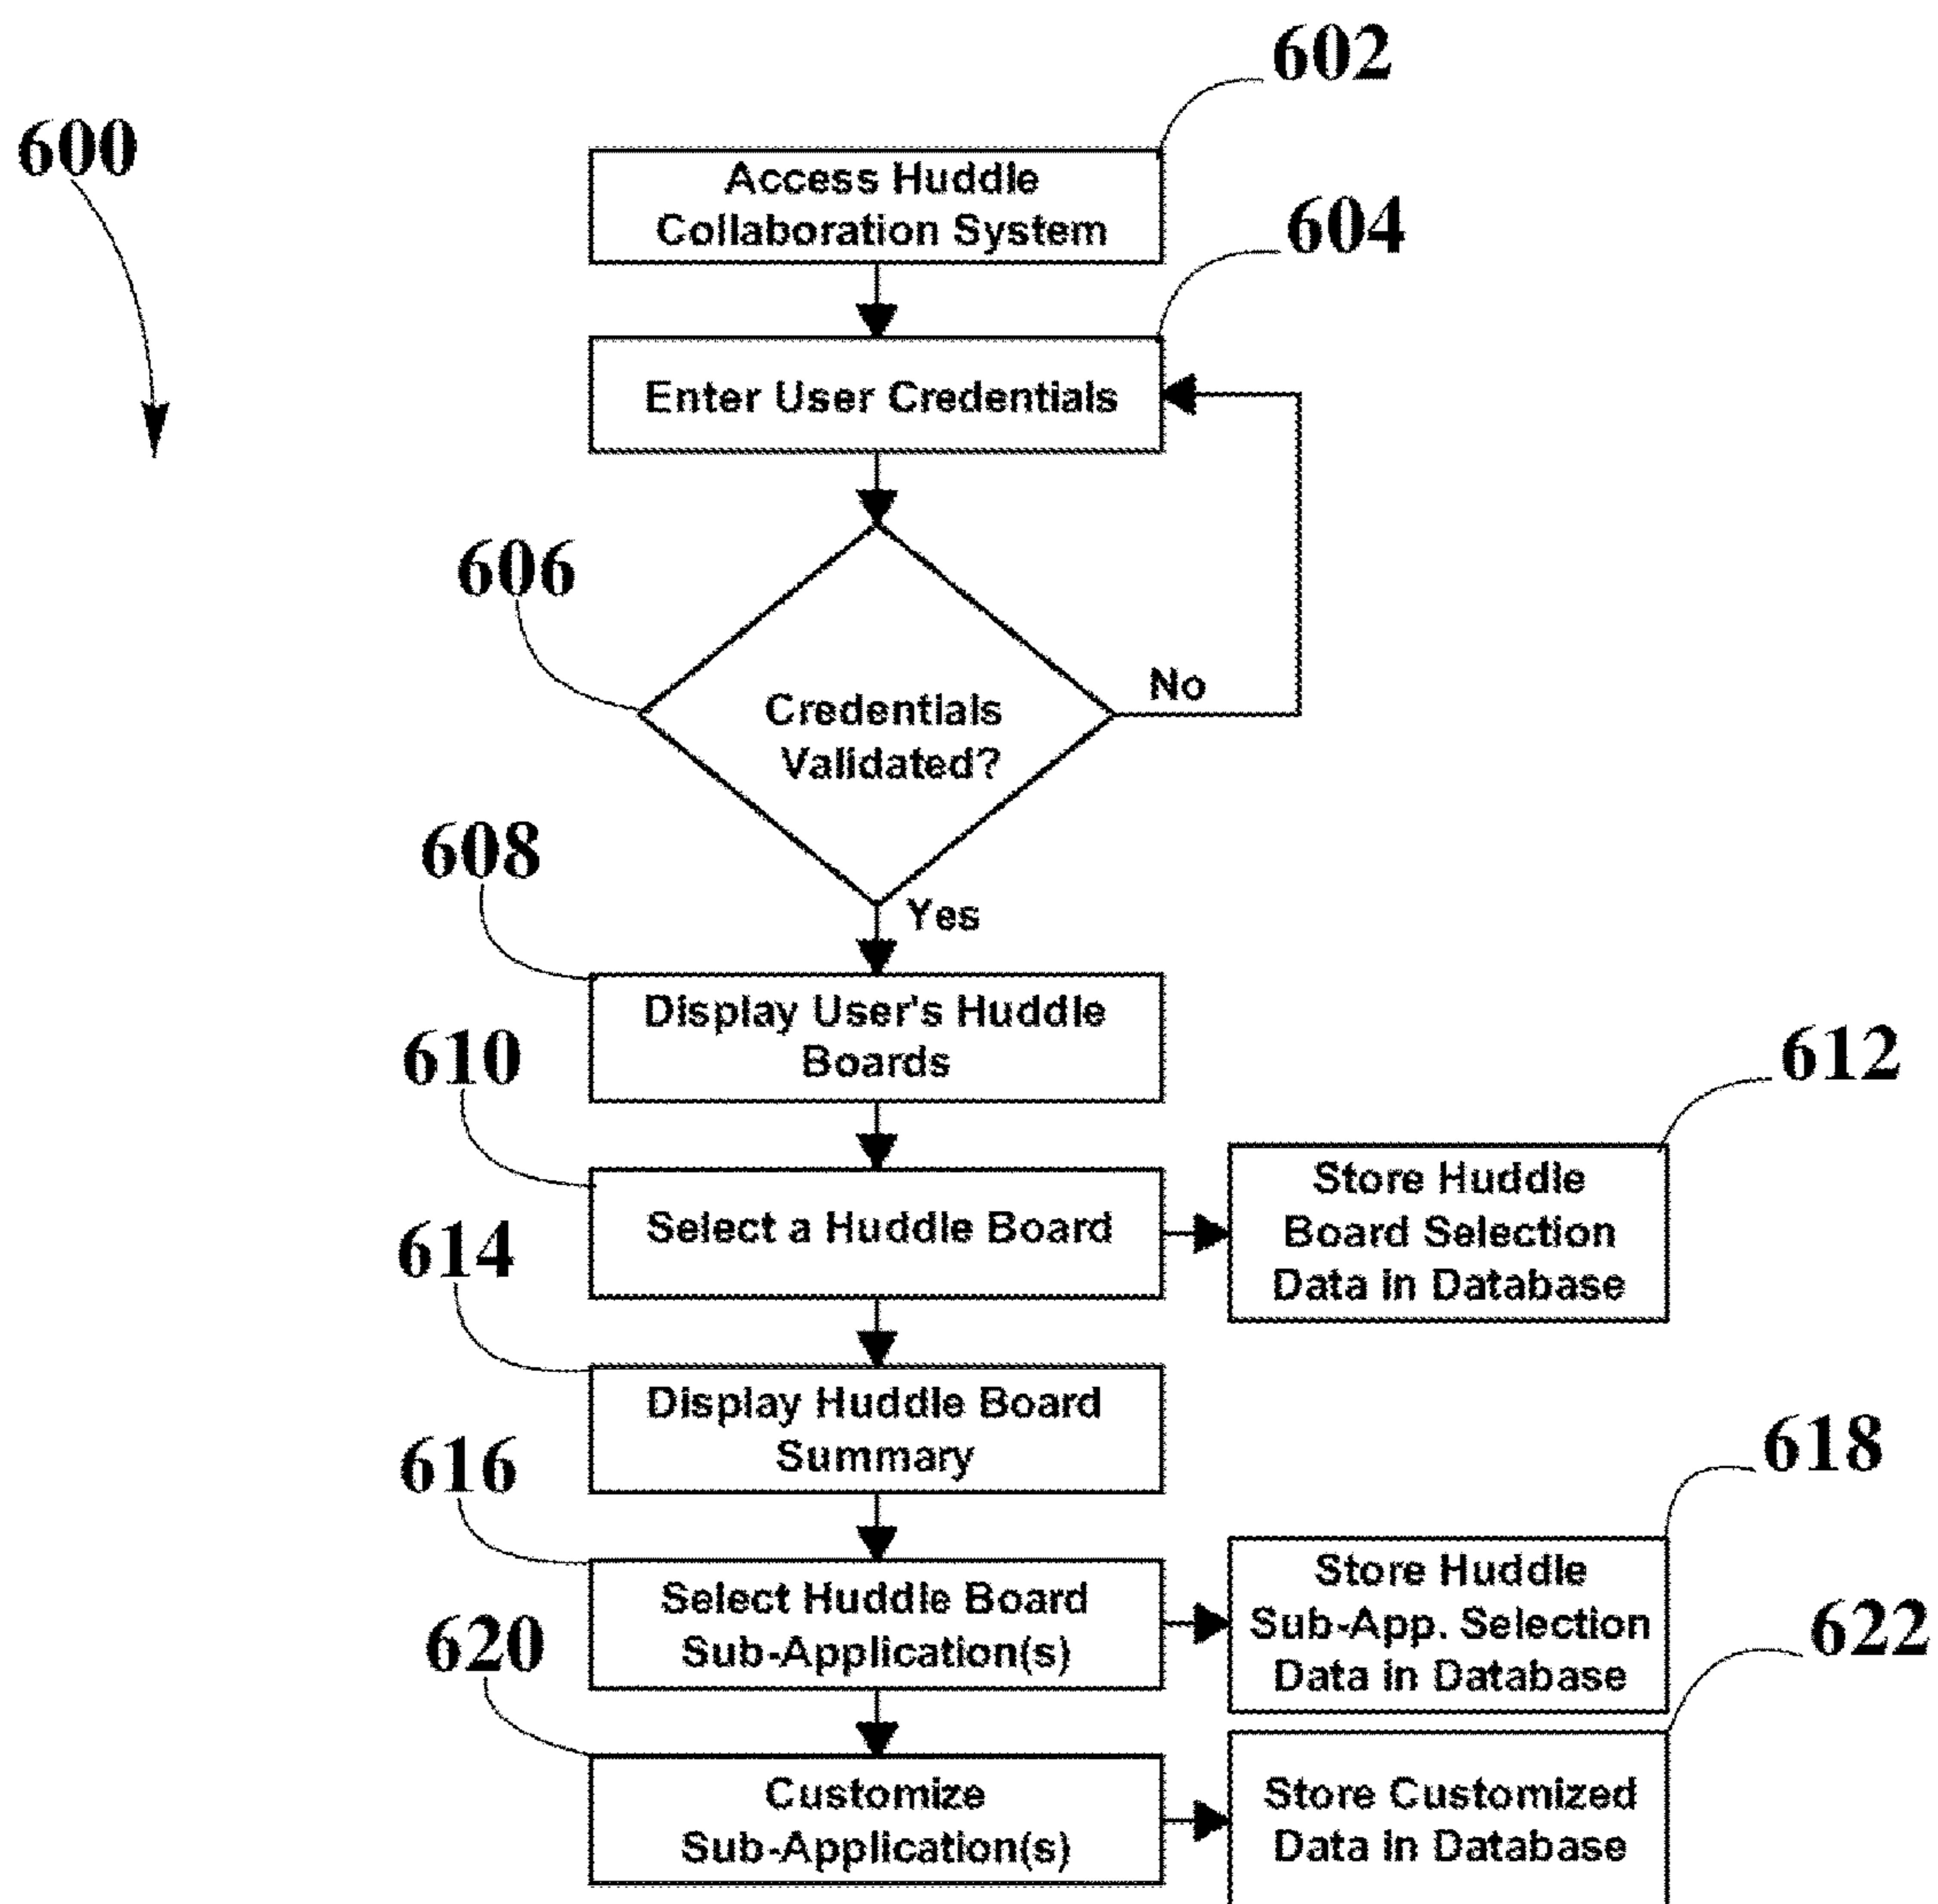 602
600
Access Huddle
Collaboration System
604
Enter User Credentials
606
No
Credentials
Validated?
608
Yes
Display User's Huddle
Boards
610
612
Select a Huddle Board
Store Huddle
Board Selection
Data in Database
614
Display Huddle Board
Summary
616
618
Select Huddle Board
Sub-Application(s)
Store Huddle
Sub-App. Selection
Data in Database
620
622
Customize
Sub-Application(s)
Store Customized
Data in Database